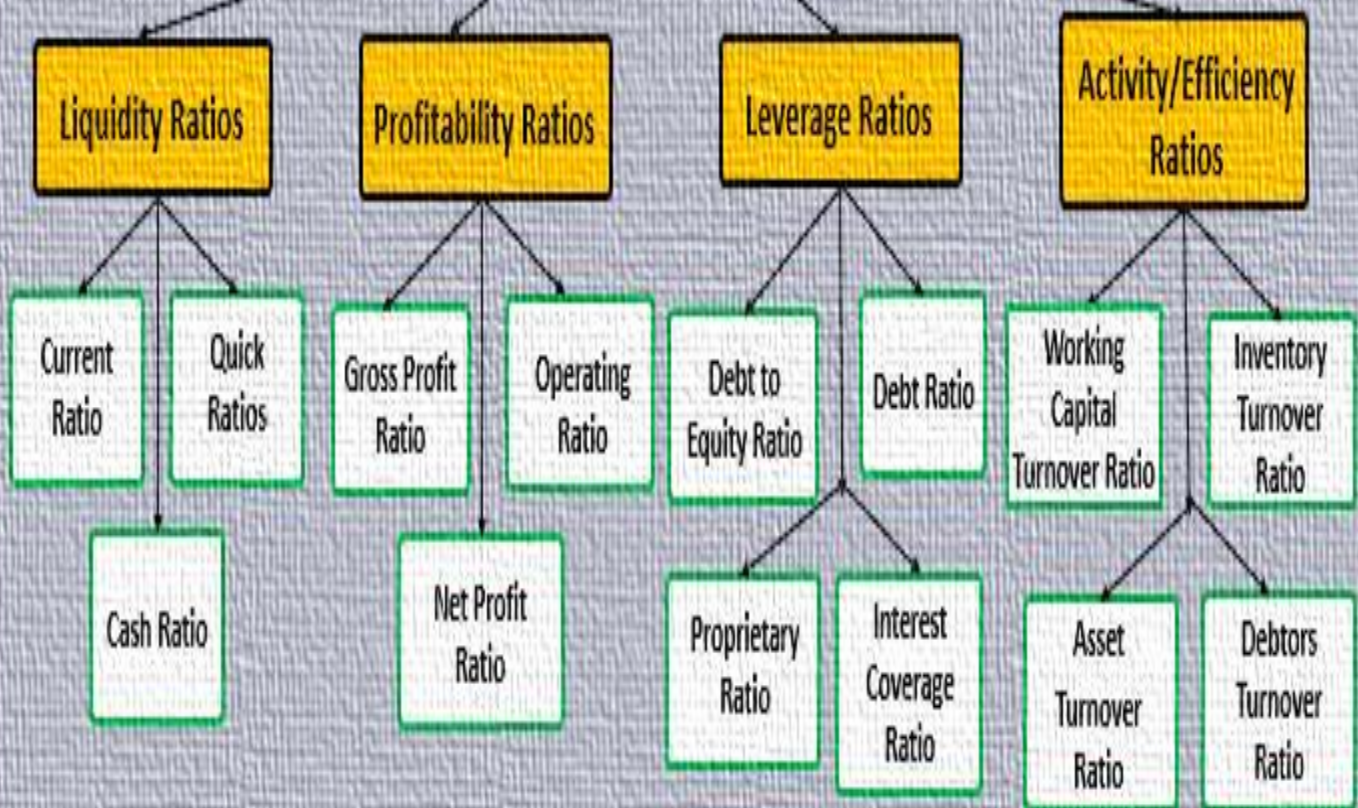 Liquidity Ratios
Profitability Ratios
Leverage Ratios
Activity/Efficiency
Ratios
Current
Ratio
Quick
Ratios
Cash Ratio
Gross Profit
Ratio
Operating
Ratio
Net Profit
Ratio
Debt to
Equity Ratio
Debt Ratio
Proprietary
Ratio
Interest
Coverage
Ratio
Working
Capital
Turnover Ratio
Inventory
Turnover
Ratio
Asset
Turnover
Ratio
Debtors
Turnover
Ratio